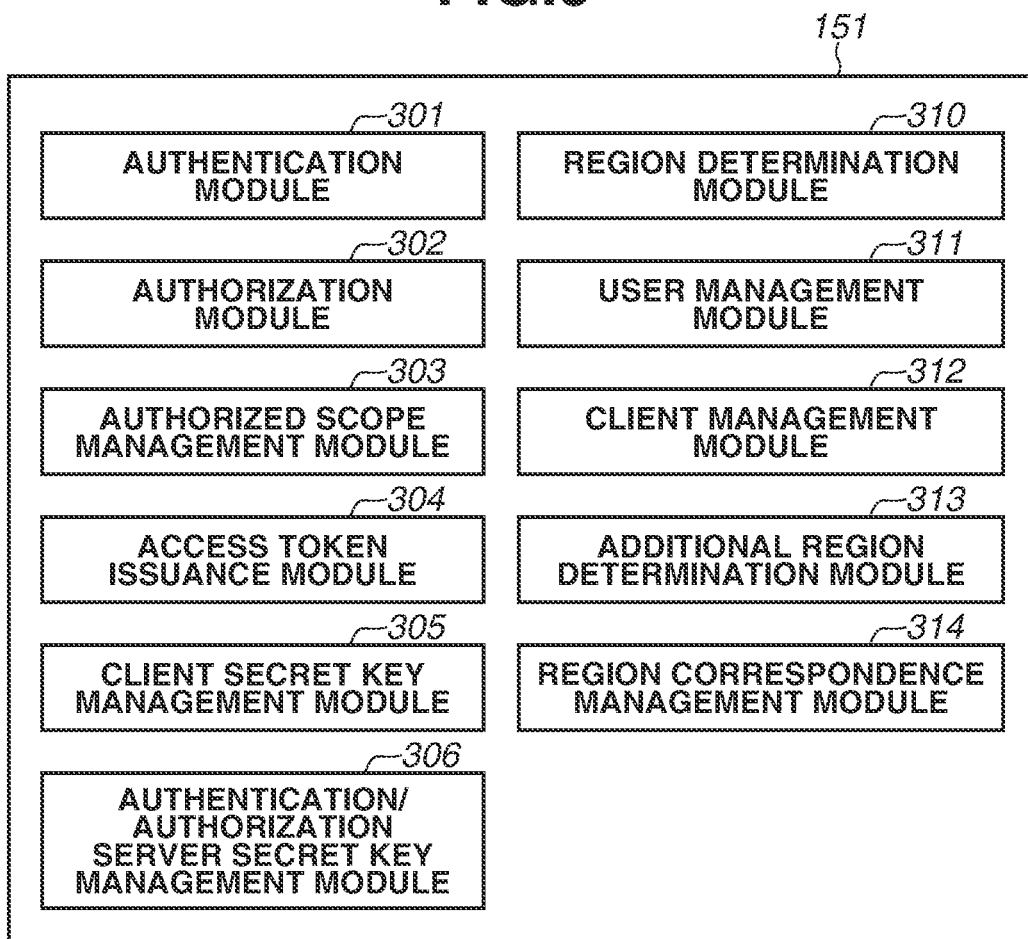 151
301
AUTHENTICATION
MODULE
302
AUTHORIZATION
MODULE
303
AUTHORIZED SCOPE
MANAGEMENT MODULE
304
ACCESS TOKEN
ISSUANCE MODULE
305
CLIENT SECRET KEY
MANAGEMENT MODULE
306
AUTHENTICATION/
AUTHORIZATION
SERVER SECRET KEY
MANAGEMENT MODULE
310
REGION DETERMINATION
MODULE
311
USER MANAGEMENT
MODULE
312
CLIENT MANAGEMENT
MODULE
313
ADDITIONAL REGION
DETERMINATION MODULE
314
REGION CORRESPONDENCE
MANAGEMENT MODULE